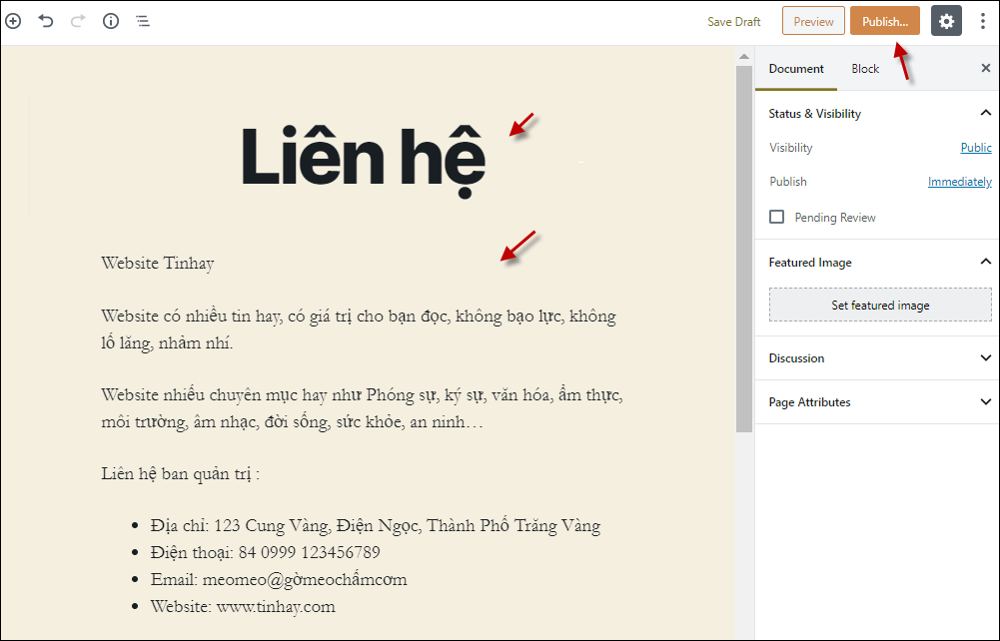 Save Draft Preview Publish...
Document Block
Liên hệ
Website Tinhay
Website có nhiều tin hay, có giá trị cho bạn đọc, không bạo lực, không
lố lăng, nhảm nhí.
Website nhiều chuyên mục hay như Phóng sự, ký sự, văn hóa, ẩm thực,
môi trường, âm nhạc, đời sống, sức khỏe, an ninh…
Liên hệ ban quản trị :
• Địa chỉ: 123 Cung Vàng, Điện Ngọc, Thành Phố Trăng Vàng
• Điện thoại: 84 0999 123456789
• Email: meomeo@gờmeochấmcơm
• Website: www.tinhay.com
Status & Visibility
Visibility Public
Publish Immediately
Pending Review
Featured Image
Set featured image
Discussion
Page Attributes